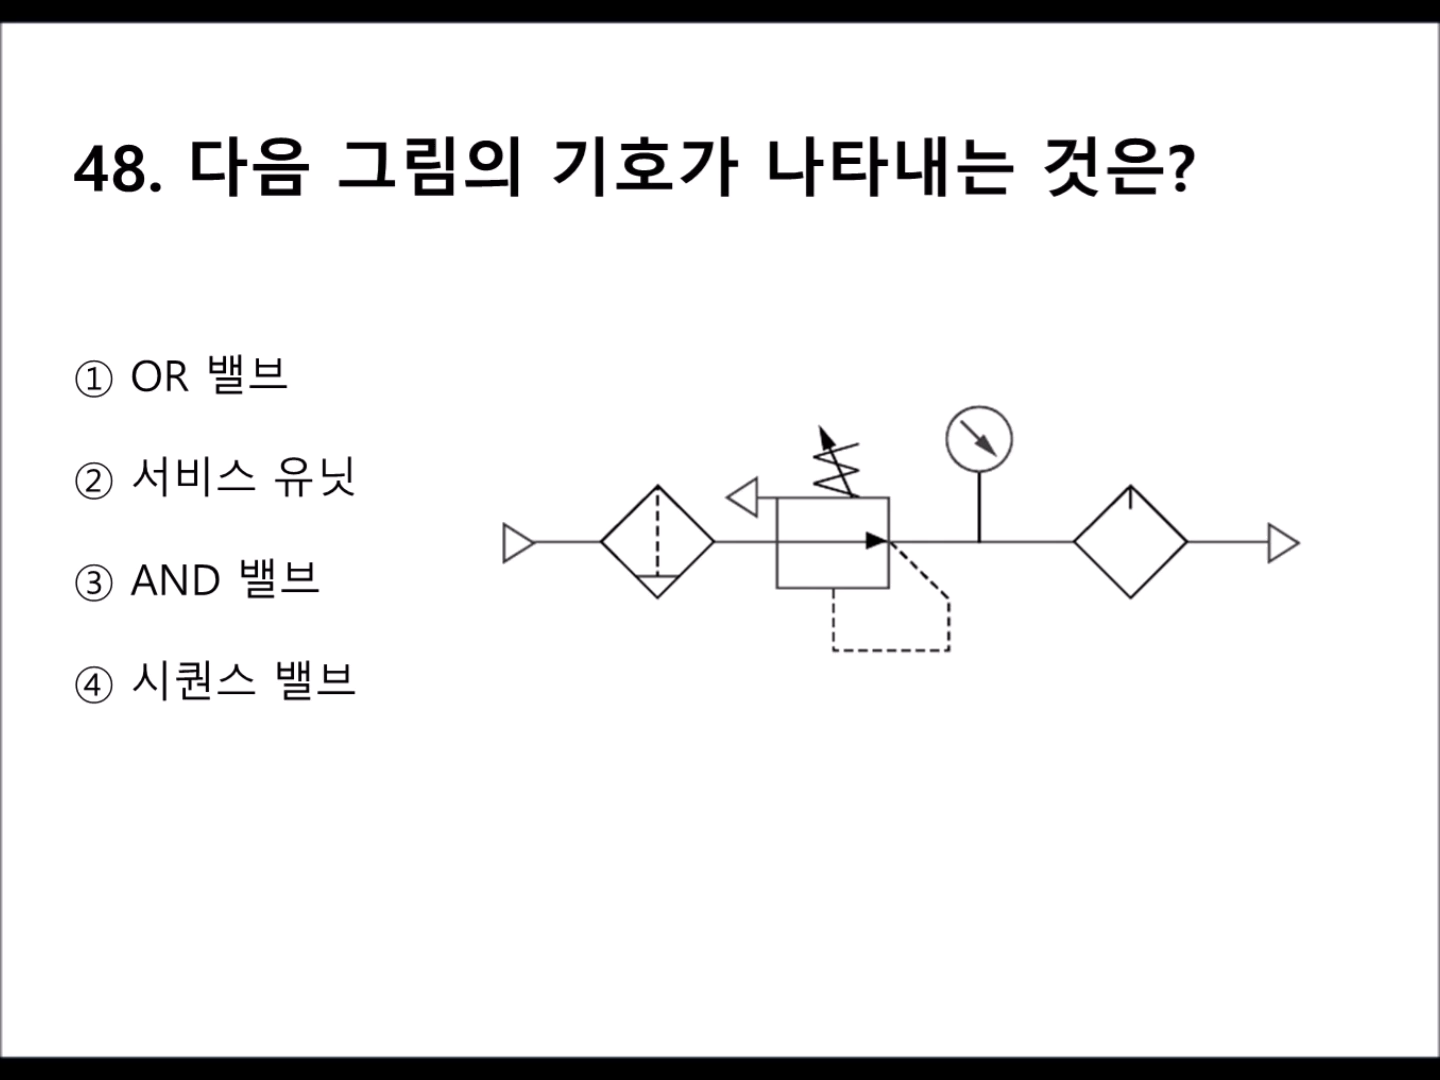 48. 다음 그림의 기호가 나타내는 것은?
① OR 밸브
② 서비스 유닛
③ AND 밸브
④ 시퀀스 밸브